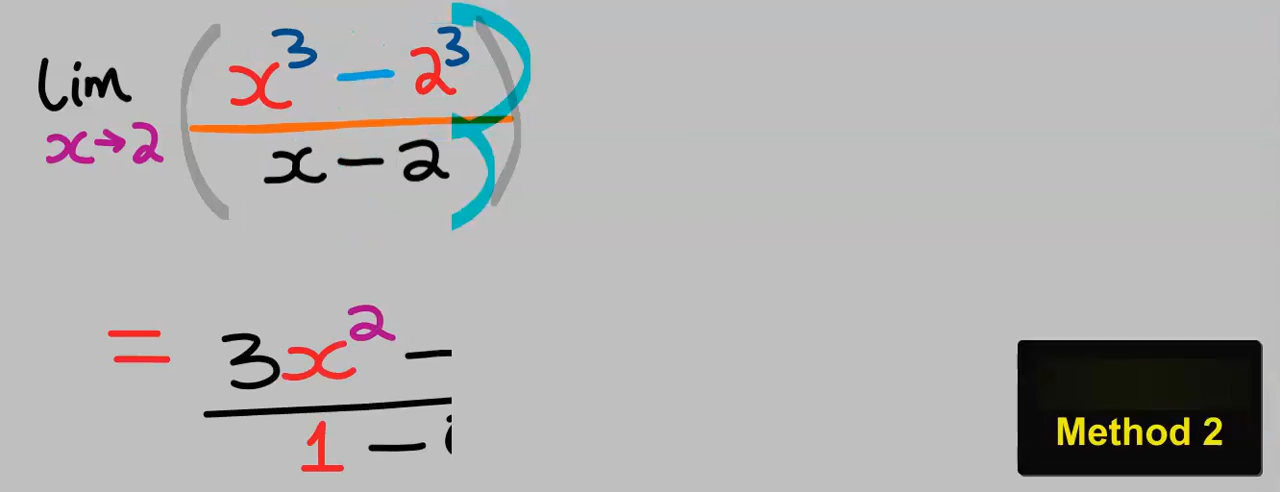 lim x→2 (x³ − 2³ / x − 2)
= 3x² − / 1 −
Method 2